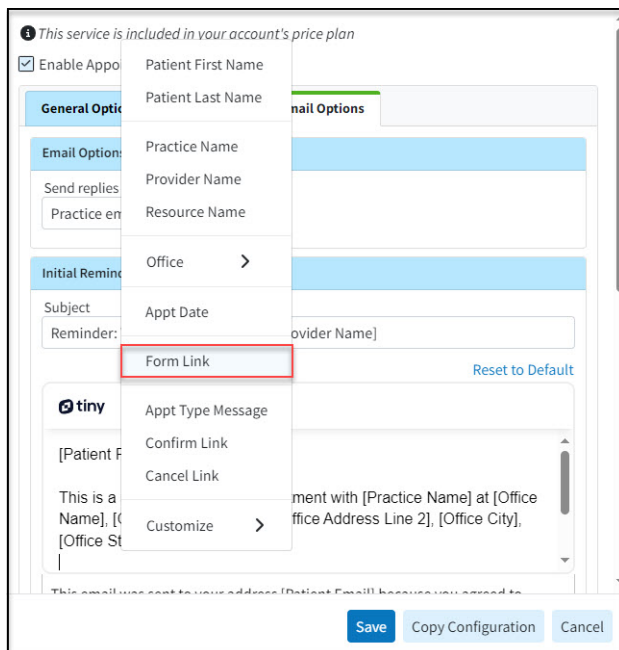 This service is included in your account's price plan
Enable Appoi
Patient First Name
Patient Last Name
General Optio
mail Options
Email Options
Practice Name
Send replies
Provider Name
Practice em
Resource Name
Office
Initial Remind
Subject
Appt Date
Reminder:
ovider Name]
Form Link
Reset to Default
tiny
Appt Type Message
Confirm Link
[Patient F
Cancel Link
This is a
ment with [Practice Name] at [Office
Name], [O
ffice Address Line 2], [Office City],
Customize
[Office St
This email was sent to your address [Patient Email] because you agreed to
Save
Copy Configuration
Cancel